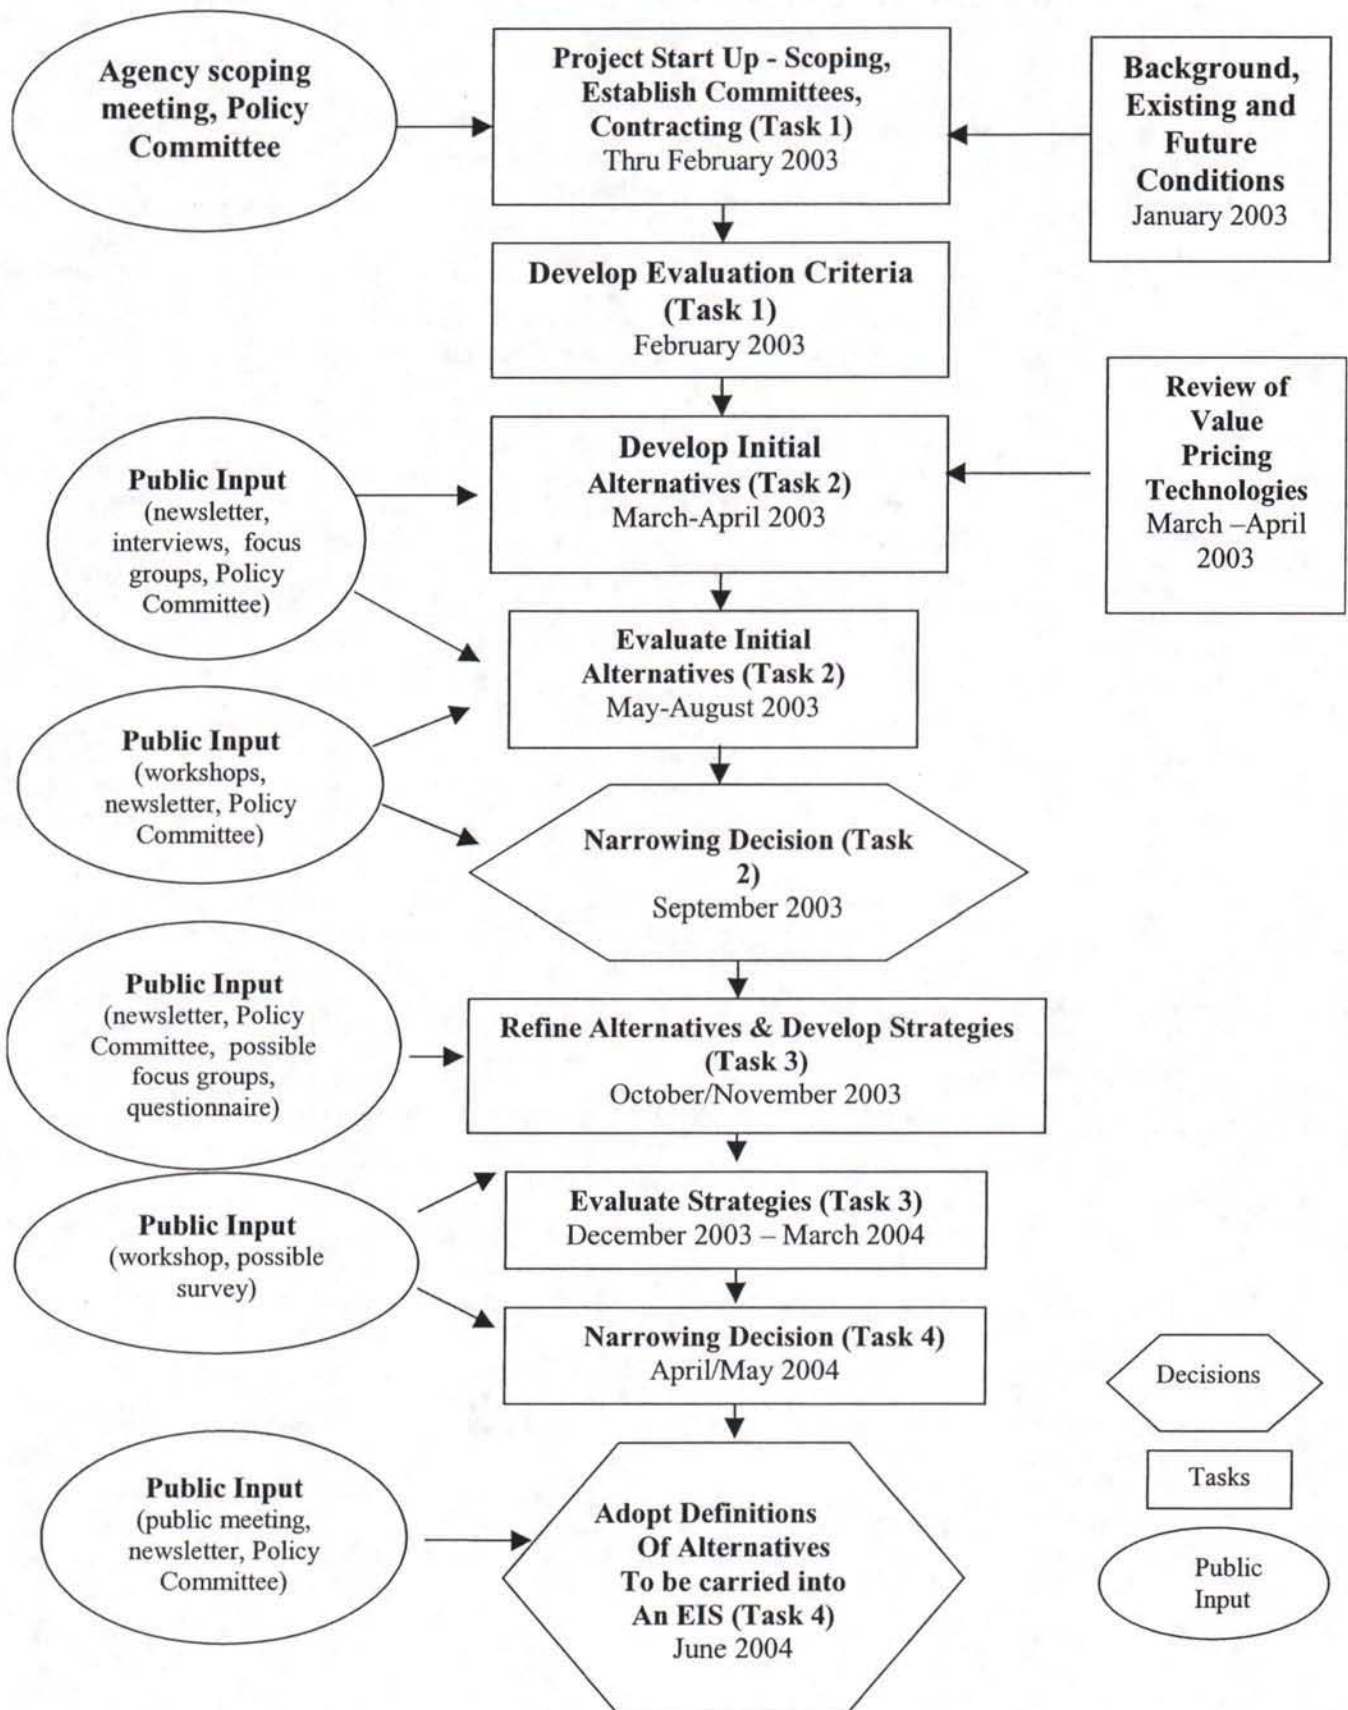 Agency scoping
meeting, Policy
Committee
Project Start Up - Scoping,
Establish Committees,
Contracting (Task 1)
Thru February 2003
Background,
Existing and
Future
Conditions
January 2003
Develop Evaluation Criteria
(Task 1)
February 2003
Public Input
(newsletter,
interviews, focus
groups, Policy
Committee)
Develop Initial
Alternatives (Task 2)
March-April 2003
Review of
Value
Pricing
Technologies
March –April
2003
Evaluate Initial
Alternatives (Task 2)
May-August 2003
Public Input
(workshops,
newsletter, Policy
Committee)
Narrowing Decision (Task
2)
September 2003
Public Input
(newsletter, Policy
Committee, possible
focus groups,
questionnaire)
Refine Alternatives & Develop Strategies
(Task 3)
October/November 2003
Public Input
(workshop, possible
survey)
Evaluate Strategies (Task 3)
December 2003 – March 2004
Narrowing Decision (Task 4)
April/May 2004
Public Input
(public meeting,
newsletter, Policy
Committee)
Adopt Definitions
Of Alternatives
To be carried into
An EIS (Task 4)
June 2004
Decisions
Tasks
Public
Input